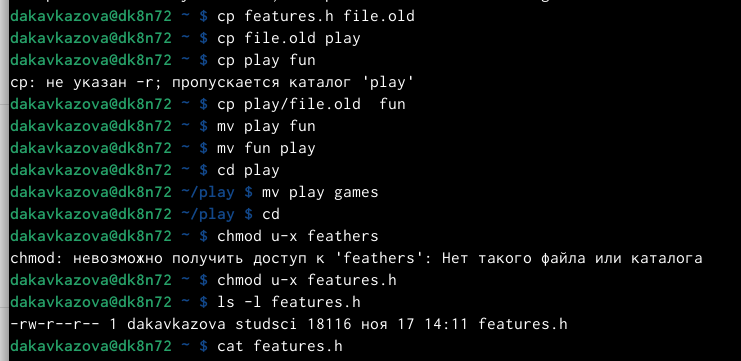 dakavkazova@dk8n72 ~ $ cp features.h file.old
dakavkazova@dk8n72 ~ $ cp file.old play
dakavkazova@dk8n72 ~ $ cp play fun
cp: не указан -r; пропускается каталог 'play'
dakavkazova@dk8n72 ~ $ cp play/file.old  fun
dakavkazova@dk8n72 ~ $ mv play fun
dakavkazova@dk8n72 ~ $ mv fun play
dakavkazova@dk8n72 ~ $ cd play
dakavkazova@dk8n72 ~/play $ mv play games
dakavkazova@dk8n72 ~/play $ cd
dakavkazova@dk8n72 ~ $ chmod u-x feathers
chmod: невозможно получить доступ к 'feathers': Нет такого файла или каталога
dakavkazova@dk8n72 ~ $ chmod u-x features.h
dakavkazova@dk8n72 ~ $ ls -l features.h
-rw-r--r-- 1 dakavkazova studsci 18116 ноя 17 14:11 features.h
dakavkazova@dk8n72 ~ $ cat features.h